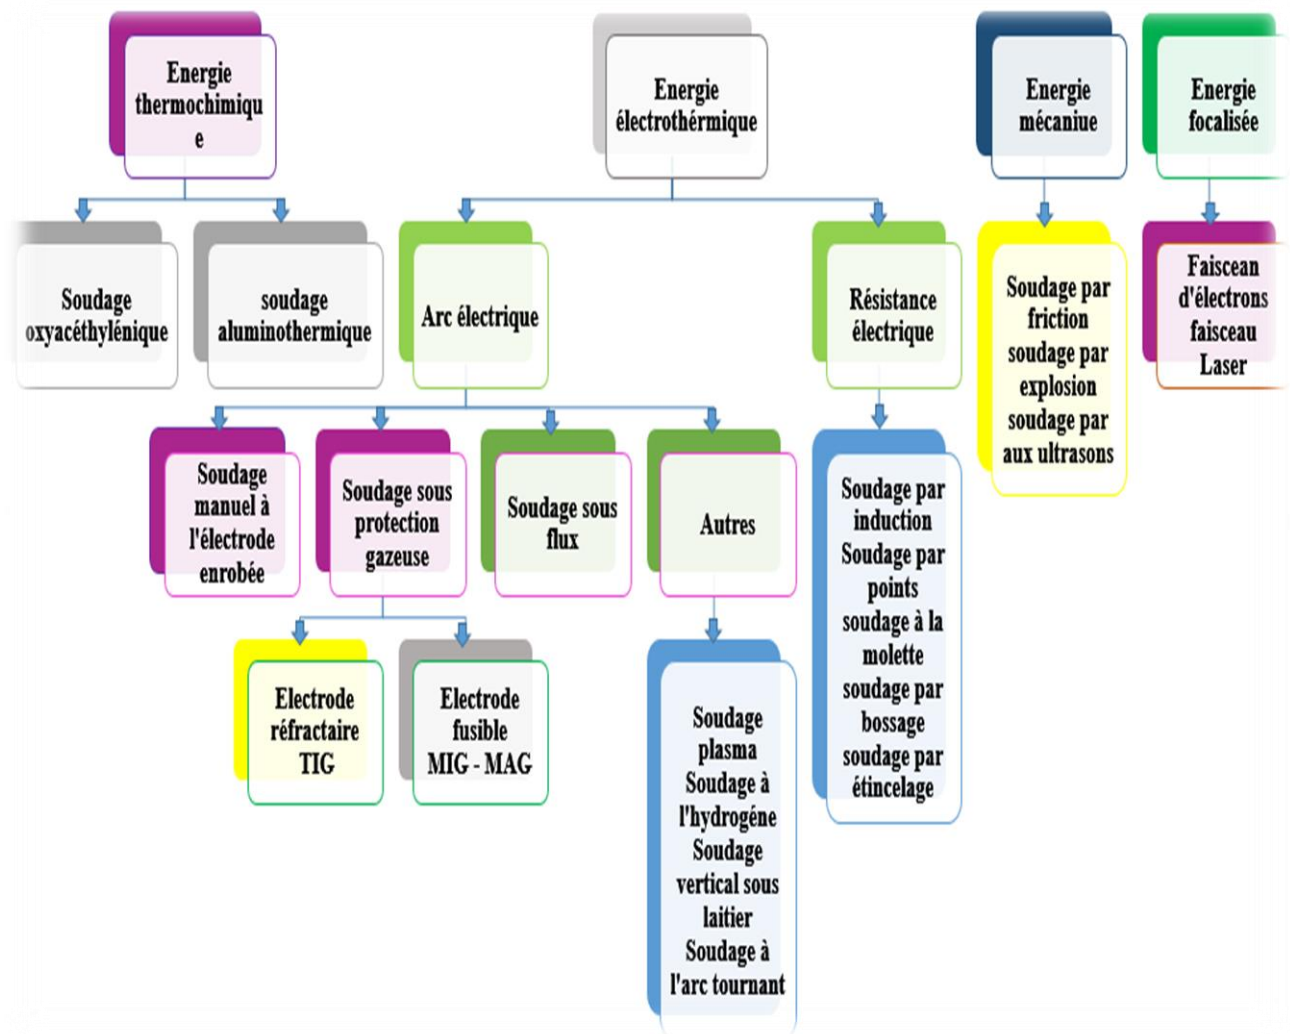 Energie
thermochimiqu
e
Energie
électrothérmique
Energie
mécaniue
Energie
focalisée
Soudage
oxyacéthylénique
soudage
aluminothermique
Arc électrique
Résistance
électrique
Soudage par
friction
soudage par
explosion
soudage par
aux ultrasons
Faiscean
d'électrons
faisceau
Laser
Soudage
manuel à
l'électrode
enrobée
Soudage sous
protection
gazeuse
Soudage sous
flux
Autres
Soudage par
induction
Soudage par
points
soudage à la
molette
soudage par
bossage
soudage par
étincelage
Electrode
réfractaire
TIG
Electrode
fusible
MIG - MAG
Soudage
plasma
Soudage à
l'hydrogéne
Soudage
vertical sous
laitier
Soudage à
l'arc tournant